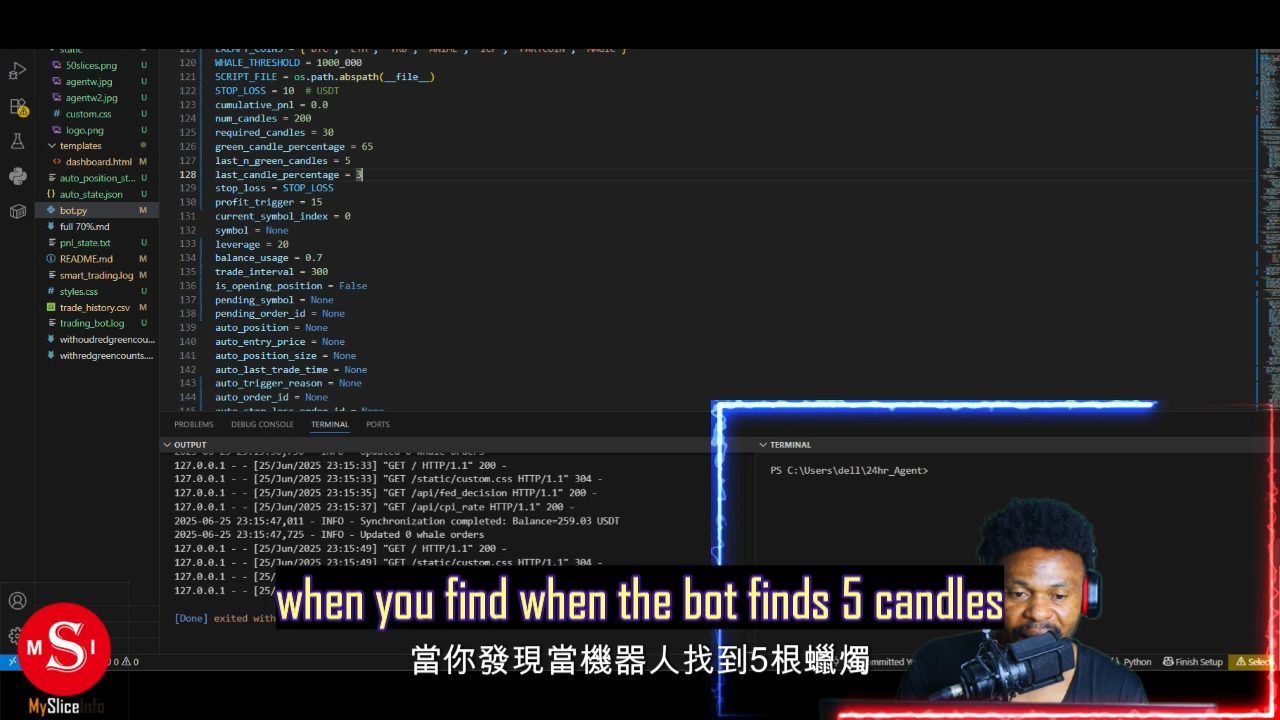 static
50slices.png U
agentw.jpg U
agentw2.jpg U
# custom.css U
logo.png U
templates
<> dashboard.html M
auto_position_st... U
{} auto_state.json U
bot.py M
full 70%.md U
pnl_state.txt U
README.md M
smart_trading.log M
styles.css U
trade_history.csv M
trading_bot.log U
withoudredgreencou...
withredgreencounts....
120 WHALE_THRESHOLD = 1000_000
121 SCRIPT_FILE = os.path.abspath(__file__)
122 STOP_LOSS = 10 # USDT
123 cumulative_pnl = 0.0
124 num_candles = 200
125 required_candles = 30
126 green_candle_percentage = 65
127 last_n_green_candles = 5
128 last_candle_percentage = 3
129 stop_loss = STOP_LOSS
130 profit_trigger = 15
131 current_symbol_index = 0
132 symbol = None
133 leverage = 20
134 balance_usage = 0.7
135 trade_interval = 300
136 is_opening_position = False
137 pending_symbol = None
138 pending_order_id = None
139 auto_position = None
140 auto_entry_price = None
141 auto_position_size = None
142 auto_last_trade_time = None
143 auto_trigger_reason = None
144 auto_order_id = None
PROBLEMS DEBUG CONSOLE TERMINAL PORTS
OUTPUT
127.0.0.1 - - [25/Jun/2025 23:15:33] "GET / HTTP/1.1" 200 -
127.0.0.1 - - [25/Jun/2025 23:15:33] "GET /static/custom.css HTTP/1.1" 304 -
127.0.0.1 - - [25/Jun/2025 23:15:35] "GET /api/fed_decision HTTP/1.1" 200 -
127.0.0.1 - - [25/Jun/2025 23:15:37] "GET /api/cpi_rate HTTP/1.1" 200 -
2025-06-25 23:15:47,011 - INFO - Synchronization completed: Balance=259.03 USDT
2025-06-25 23:15:47,725 - INFO - Updated 0 whale orders
127.0.0.1 - - [25/Jun/2025 23:15:49] "GET / HTTP/1.1" 200 -
127.0.0.1 - - [25/Jun/2025 23:15:49] "GET /static/custom.css HTTP/1.1" 304 -
127.0.0.1 - - [25/
127.0.0.1 - - [25/
[Done] exited with
TERMINAL
PS C:\Users\dell\24hr_Agent>
when you find when the bot finds 5 candles
當你發現當機器人找到5根蠟燭
M S I
MySliceInfo
0 0
Python Finish Setup